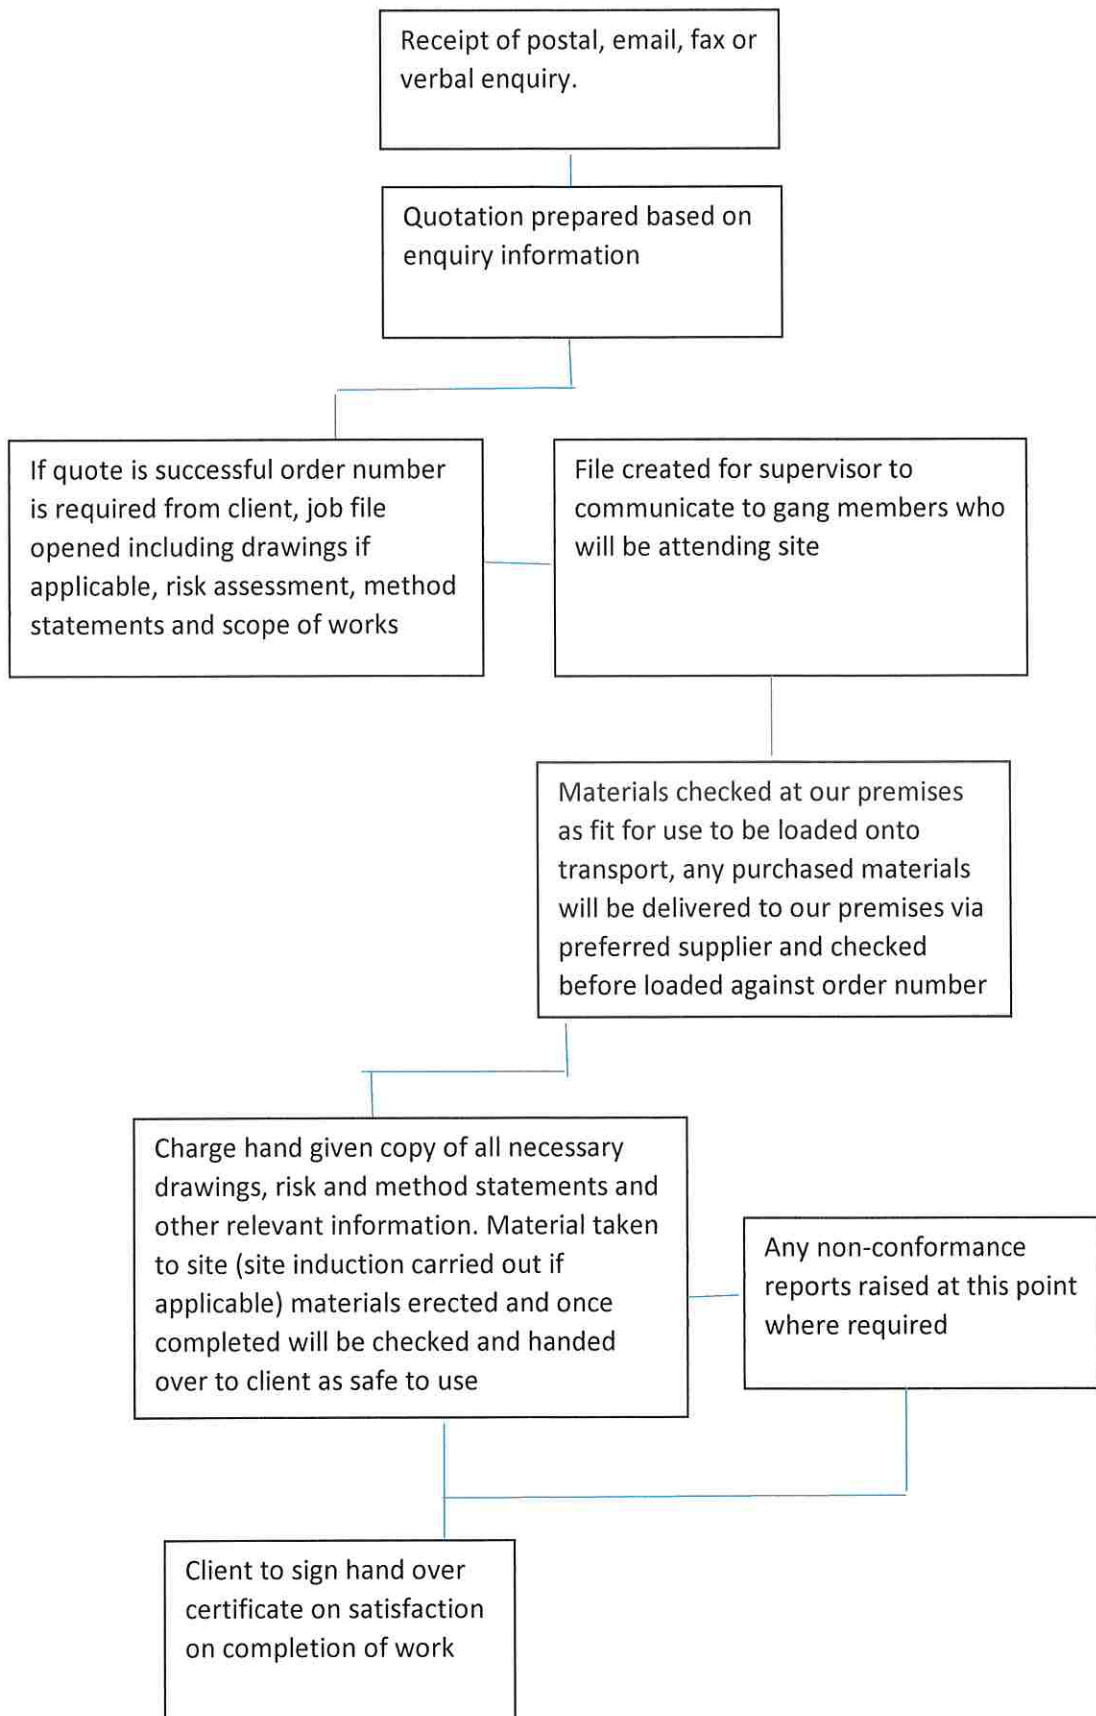 Receipt of postal, email, fax or
verbal enquiry.
Quotation prepared based on
enquiry information
If quote is successful order number
is required from client, job file
opened including drawings if
applicable, risk assessment, method
statements and scope of works
File created for supervisor to
communicate to gang members who
will be attending site
Materials checked at our premises
as fit for use to be loaded onto
transport, any purchased materials
will be delivered to our premises via
preferred supplier and checked
before loaded against order number
Charge hand given copy of all necessary
drawings, risk and method statements and
other relevant information. Material taken
to site (site induction carried out if
applicable) materials erected and once
completed will be checked and handed
over to client as safe to use
Any non-conformance
reports raised at this point
where required
Client to sign hand over
certificate on satisfaction
on completion of work